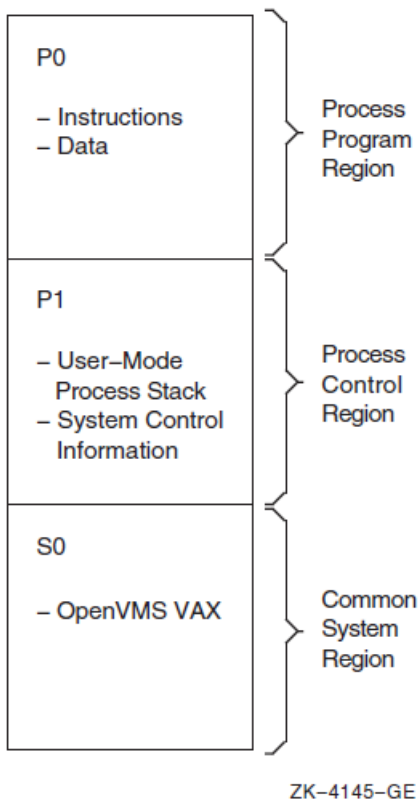 P0
– Instructions
– Data
Process
Program
Region
P1
– User–Mode
Process Stack
– System Control
Information
Process
Control
Region
S0
– OpenVMS VAX
Common
System
Region
ZK–4145–GE